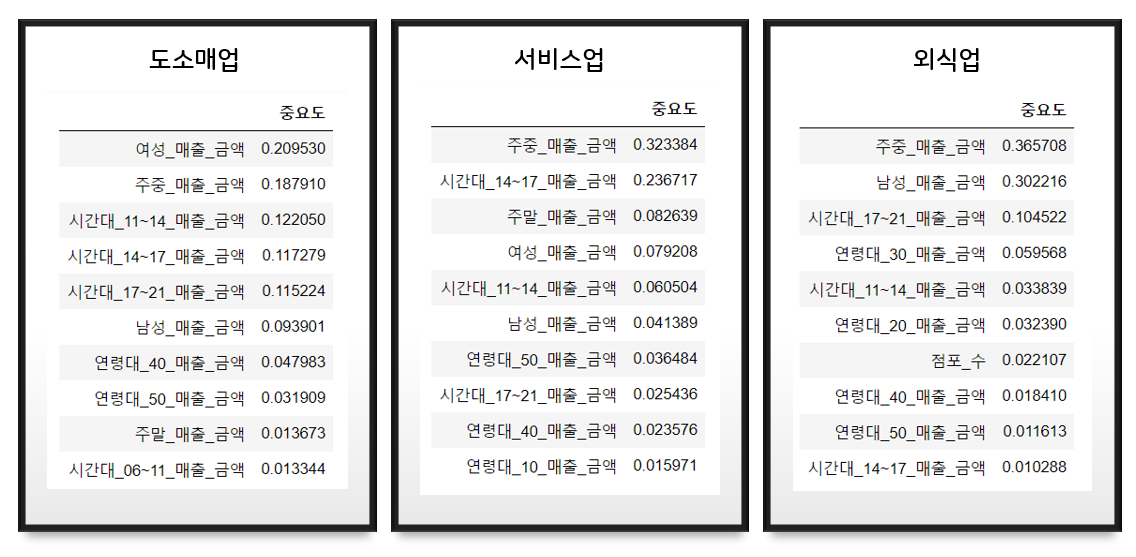 도소매업
중요도
여성_매출_금액 0.209530
주중_매출_금액 0.187910
시간대_11~14_매출_금액 0.122050
시간대_14~17_매출_금액 0.117279
시간대_17~21_매출_금액 0.115224
남성_매출_금액 0.093901
연령대_40_매출_금액 0.047983
연령대_50_매출_금액 0.031909
주말_매출_금액 0.013673
시간대_06~11_매출_금액 0.013344
서비스업
중요도
주중_매출_금액 0.323384
시간대_14~17_매출_금액 0.236717
주말_매출_금액 0.082639
여성_매출_금액 0.079208
시간대_11~14_매출_금액 0.060504
남성_매출_금액 0.041389
연령대_50_매출_금액 0.036484
시간대_17~21_매출_금액 0.025436
연령대_40_매출_금액 0.023576
연령대_10_매출_금액 0.015971
외식업
중요도
주중_매출_금액 0.365708
남성_매출_금액 0.302216
시간대_17~21_매출_금액 0.104522
연령대_30_매출_금액 0.059568
시간대_11~14_매출_금액 0.033839
연령대_20_매출_금액 0.032390
점포_수 0.022107
연령대_40_매출_금액 0.018410
연령대_50_매출_금액 0.011613
시간대_14~17_매출_금액 0.010288